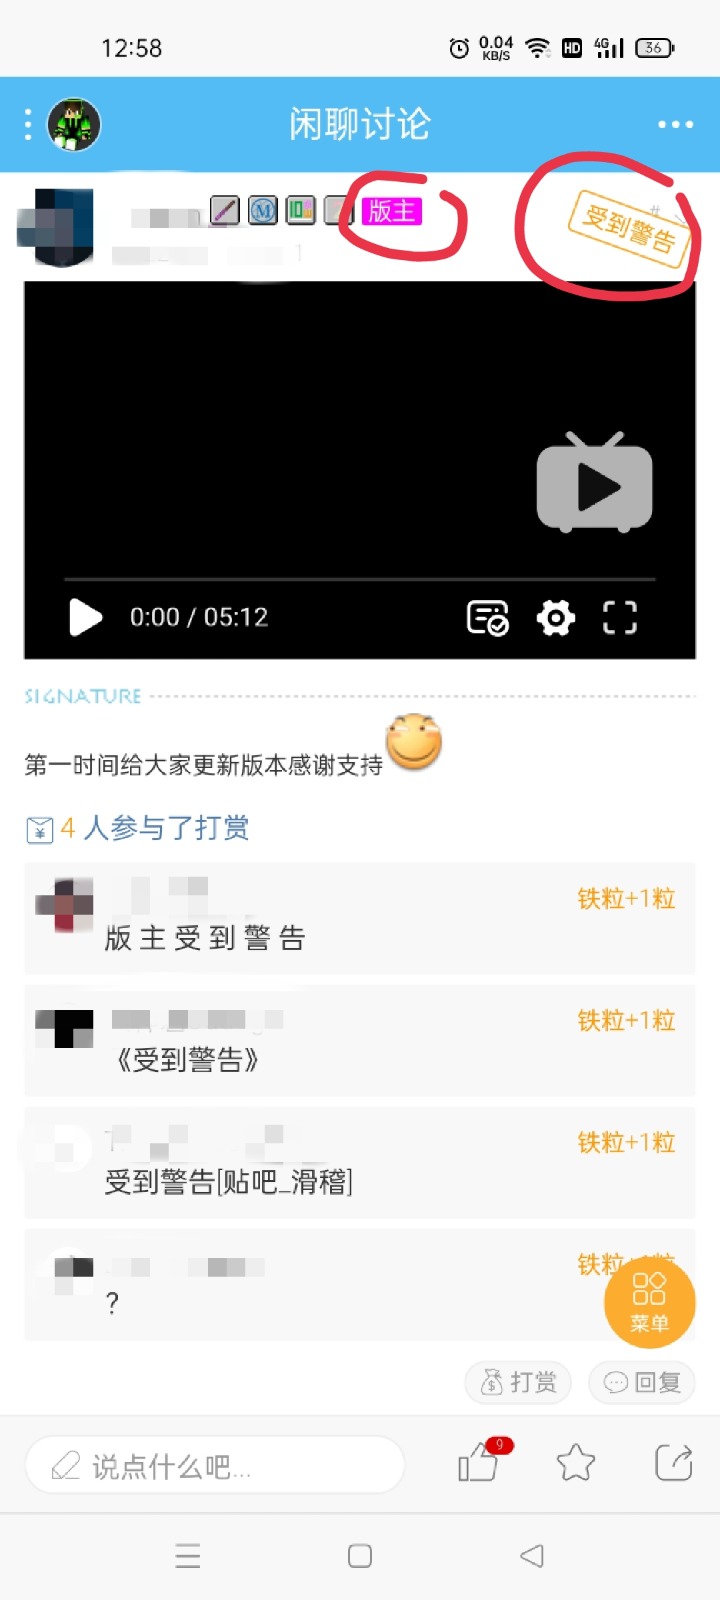 12:58
0.04 KB/S
HD
4G
36
闲聊讨论
版主
受到警告
0:00 / 05:12
SIGNATURE
第一时间给大家更新版本感谢支持
4 人参与了打赏
铁粒+1粒
版主受到警告
铁粒+1粒
《受到警告》
铁粒+1粒
受到警告[贴吧_滑稽]
铁粒+1粒
?
菜单
打赏
回复
说点什么吧...
9